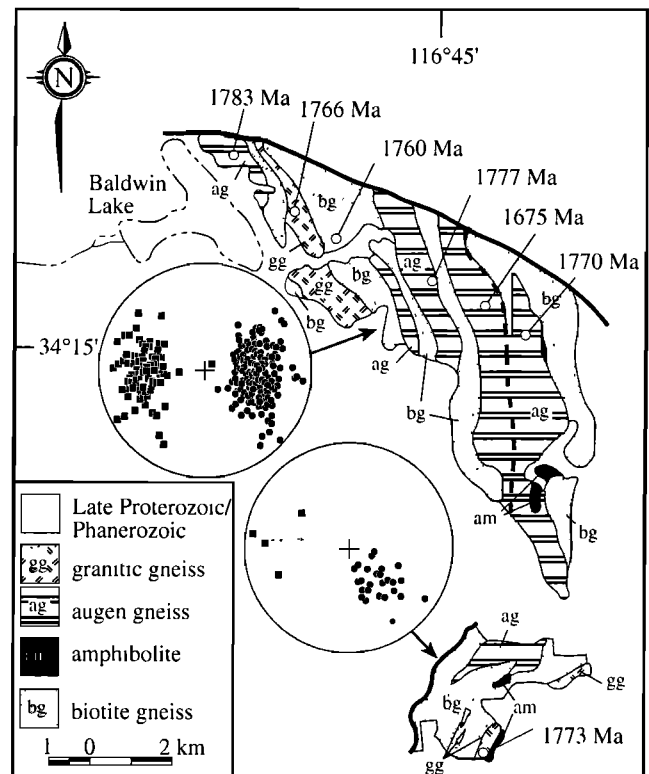 116°45'
N
1783 Ma
1766 Ma
1760 Ma
1777 Ma
1675 Ma
1770 Ma
Baldwin
Lake
ag
bg
gg
ag
bg
gg
bg
bg
34°15'
ag
bg
ag
am
bg
Late Proterozoic/
Phanerozoic
gg granitic gneiss
ag augen gneiss
amphibolite
bg biotite gneiss
1 0 2 km
ag
gg
bg
am
1773 Ma
gg